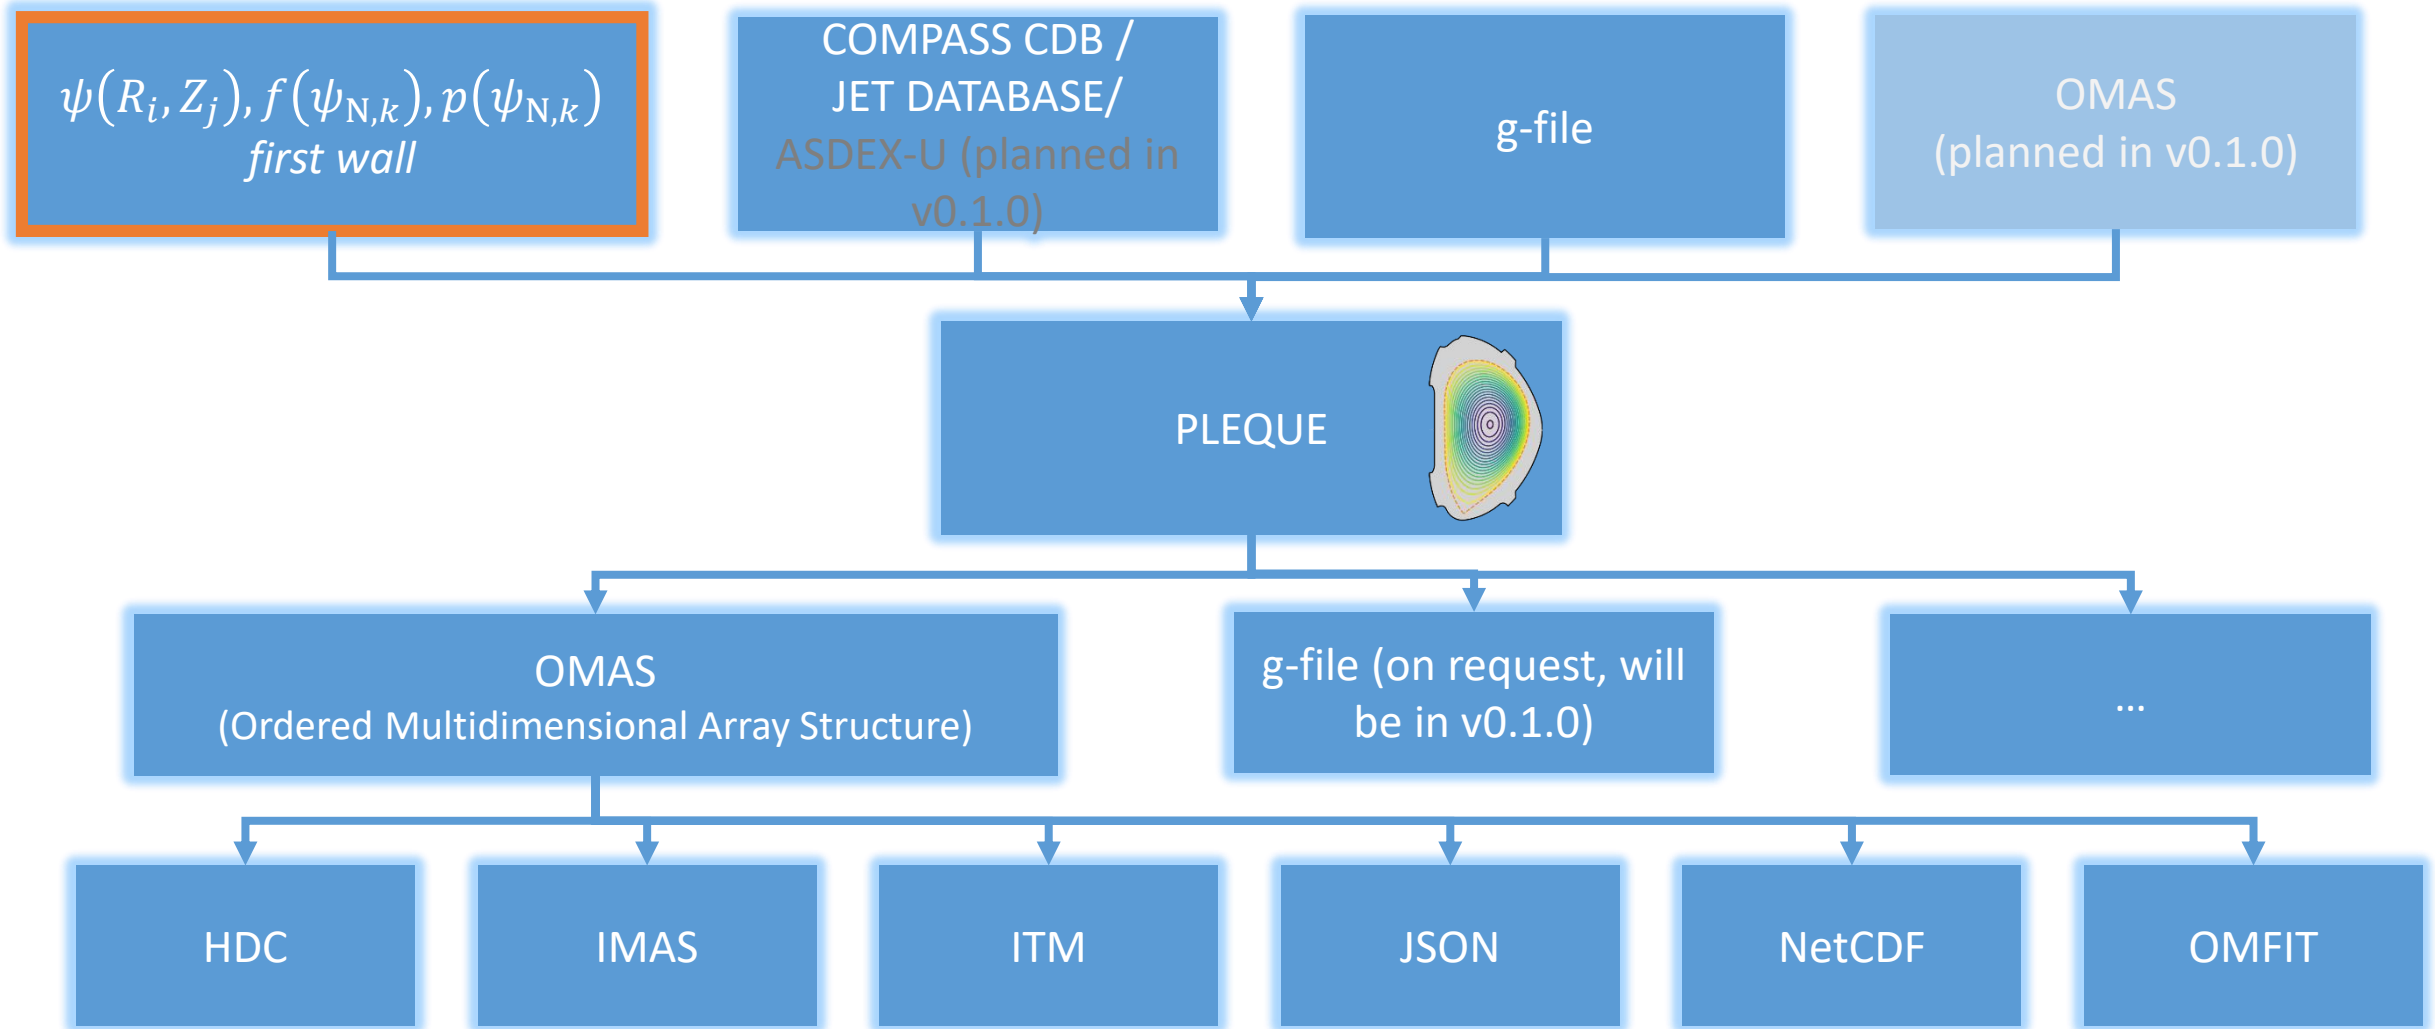 ψ(R_i, Z_j), f(ψ_{N,k}), p(ψ_{N,k})
first wall
COMPASS CDB /
JET DATABASE/
ASDEX-U (planned in
v0.1.0)
g-file
OMAS
(planned in v0.1.0)
PLEQUE
OMAS
(Ordered Multidimensional Array Structure)
g-file (on request, will
be in v0.1.0)
...
HDC
IMAS
ITM
JSON
NetCDF
OMFIT